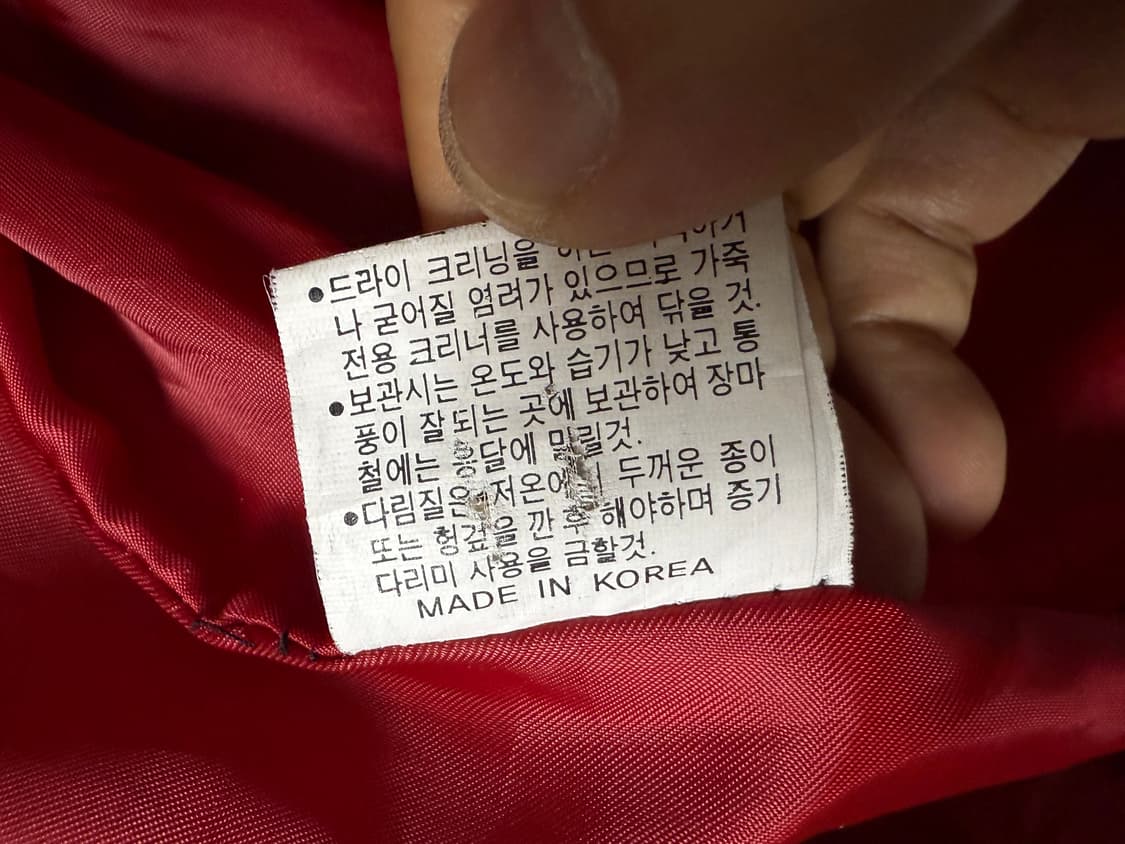 ●드라이 크리닝을
나 굳어질 염려가 있으므로 가죽
전용 크리너를 사용하여 닦을 것.
●보관시는 온도와 습기가 낮고 통
풍이 잘되는 곳에 보관하여 장마
철에는 응달에 말릴것.
●다림질은 저온에서 두꺼운 종이
또는 헝겊을 깐 후 해야하며 증기
다리미 사용을 금할것.
MADE IN KOREA